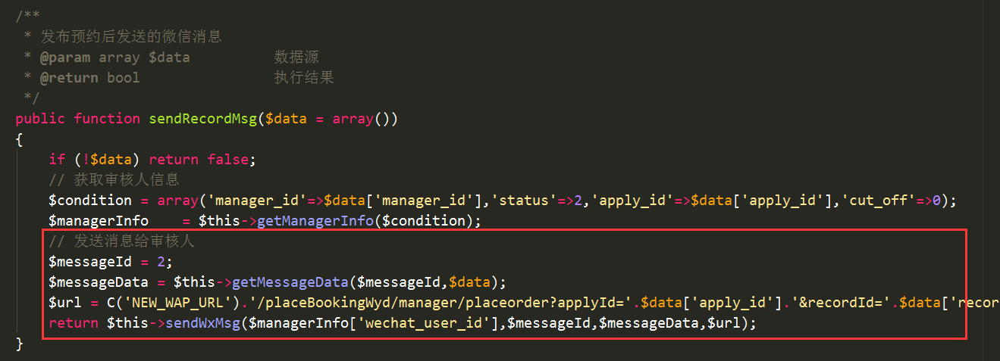 /**
 * 发布预约后发送的微信消息
 * @param array $data          数据源
 * @return bool                执行结果
 */
public function sendRecordMsg($data = array())
{
    if (!$data) return false;
    // 获取审核人信息
    $condition = array('manager_id'=>$data['manager_id'],'status'=>2,'apply_id'=>$data['apply_id'],'cut_off'=>0);
    $managerInfo    = $this->getManagerInfo($condition);
    // 发送消息给审核人
    $messageId = 2;
    $messageData = $this->getMessageData($messageId,$data);
    $url = C('NEW_WAP_URL').'/placeBookingWyd/manager/placeorder?applyId='.$data['apply_id'].'&recordId='.$data['recor
    return $this->sendWxMsg($managerInfo['wechat_user_id'],$messageId,$messageData,$url);
}